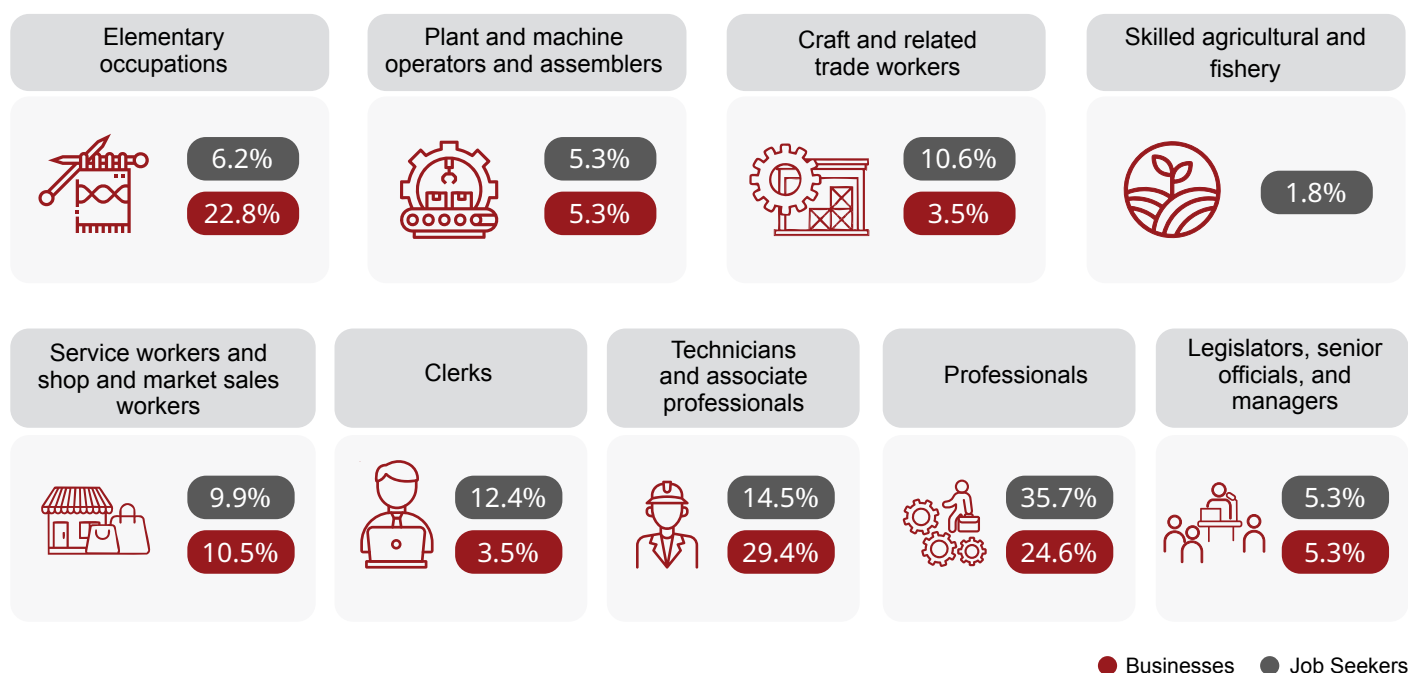 Elementary
occupations
6.2%
22.8%
Plant and machine
operators and assemblers
5.3%
5.3%
Craft and related
trade workers
10.6%
3.5%
Skilled agricultural and
fishery
1.8%
Service workers and
shop and market sales
workers
9.9%
10.5%
Clerks
12.4%
3.5%
Technicians
and associate
professionals
14.5%
29.4%
Professionals
35.7%
24.6%
Legislators, senior
officials, and
managers
5.3%
5.3%
Businesses
Job Seekers